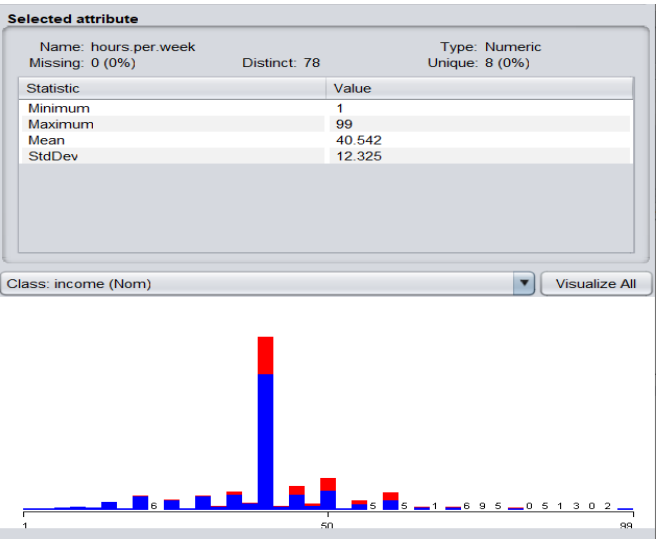 Selected attribute
Name: hours.per.week Type: Numeric
Missing: 0 (0%) Distinct: 78 Unique: 8 (0%)
Statistic Value
Minimum 1
Maximum 99
Mean 40.542
StdDev 12.325
Class: income (Nom) Visualize All
6 5 5 1 6 9 5 0 5 1 3 0 2
1 50 99